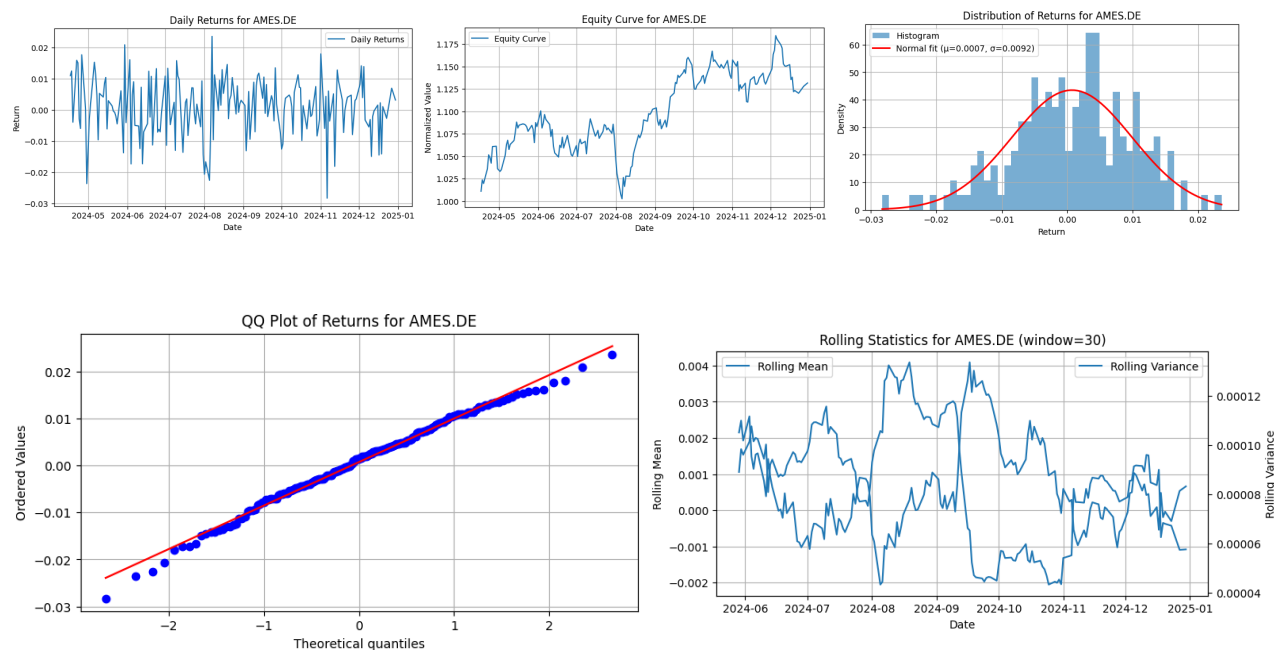 Daily Returns for AMES.DE
Daily Returns
0.02
0.01
0.00
−0.01
−0.02
−0.03
Return
2024-05 2024-06 2024-07 2024-08 2024-09 2024-10 2024-11 2024-12 2025-01
Date
Equity Curve for AMES.DE
Equity Curve
1.175
1.150
1.125
1.100
1.075
1.050
1.025
1.000
Normalized Value
2024-05 2024-06 2024-07 2024-08 2024-09 2024-10 2024-11 2024-12 2025-01
Date
Distribution of Returns for AMES.DE
Histogram
Normal fit (μ=0.0007, σ=0.0092)
60
50
40
30
20
10
0
Density
−0.03 −0.02 −0.01 0.00 0.01 0.02
Return
QQ Plot of Returns for AMES.DE
0.02
0.01
0.00
−0.01
−0.02
−0.03
Ordered Values
−2 −1 0 1 2
Theoretical quantiles
Rolling Statistics for AMES.DE (window=30)
Rolling Mean
Rolling Variance
0.004
0.003
0.002
0.001
0.000
−0.001
−0.002
Rolling Mean
0.00012
0.00010
0.00008
0.00006
0.00004
Rolling Variance
2024-06 2024-07 2024-08 2024-09 2024-10 2024-11 2024-12 2025-01
Date